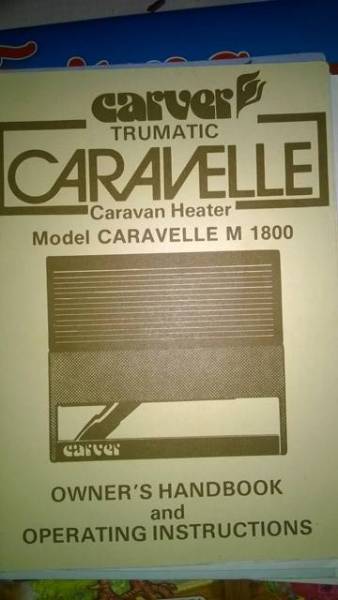 carver
TRUMATIC
CARAVELLE
Caravan Heater
Model CARAVELLE M 1800
carver
OWNER'S HANDBOOK
and
OPERATING INSTRUCTIONS